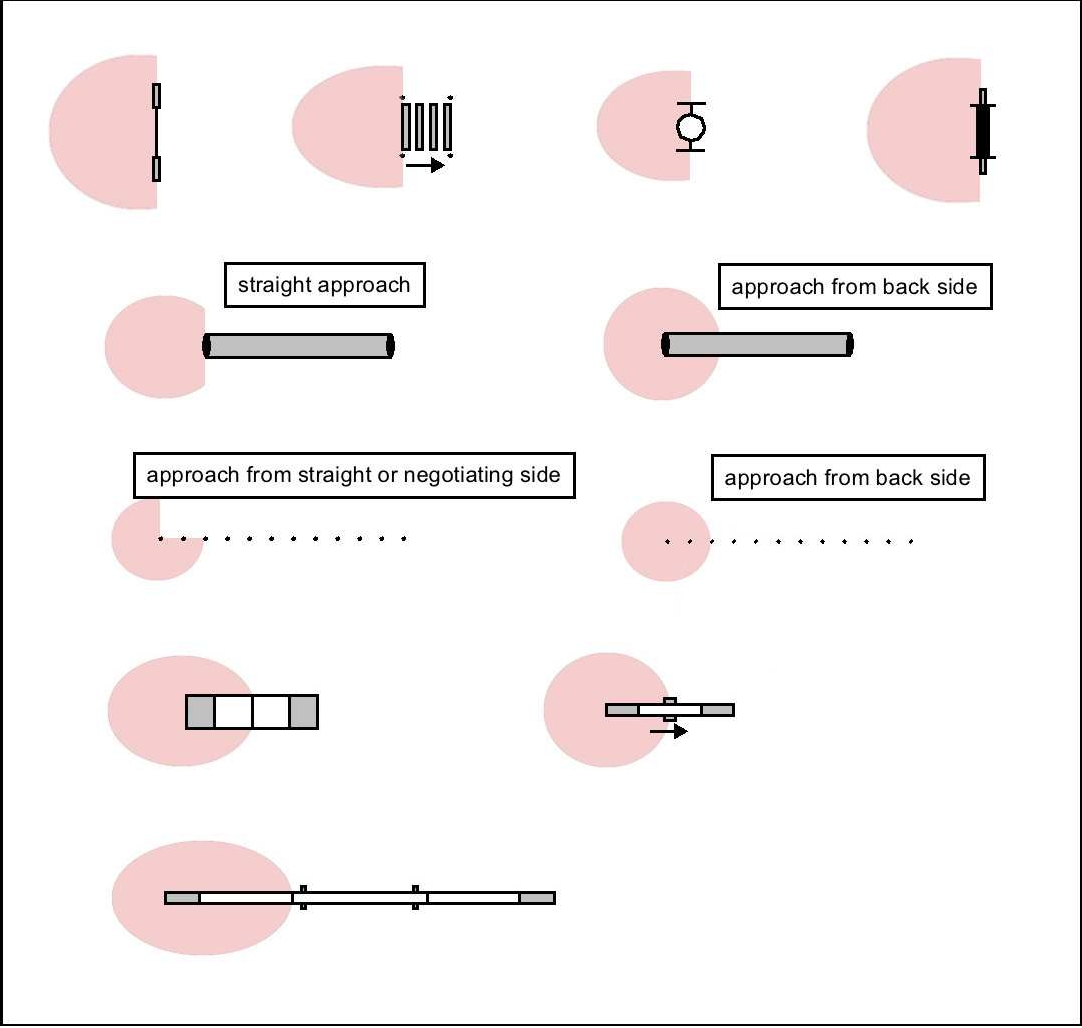 straight approach
approach from back side
approach from straight or negotiating side
approach from back side